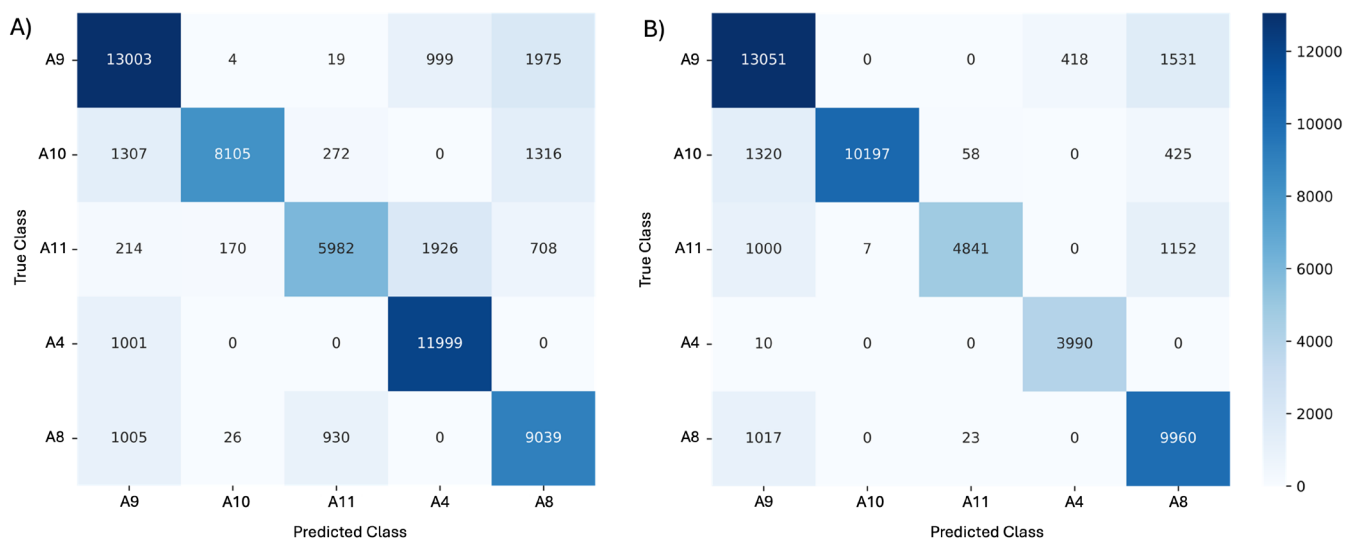 A)
A9 13003 4 19 999 1975
A10 1307 8105 272 0 1316
A11 214 170 5982 1926 708
A4 1001 0 0 11999 0
A8 1005 26 930 0 9039
A9 A10 A11 A4 A8
Predicted Class
True Class
B)
A9 13051 0 0 418 1531
A10 1320 10197 58 0 425
A11 1000 7 4841 0 1152
A4 10 0 0 3990 0
A8 1017 0 23 0 9960
A9 A10 A11 A4 A8
Predicted Class
True Class
12000
10000
8000
6000
4000
2000
0